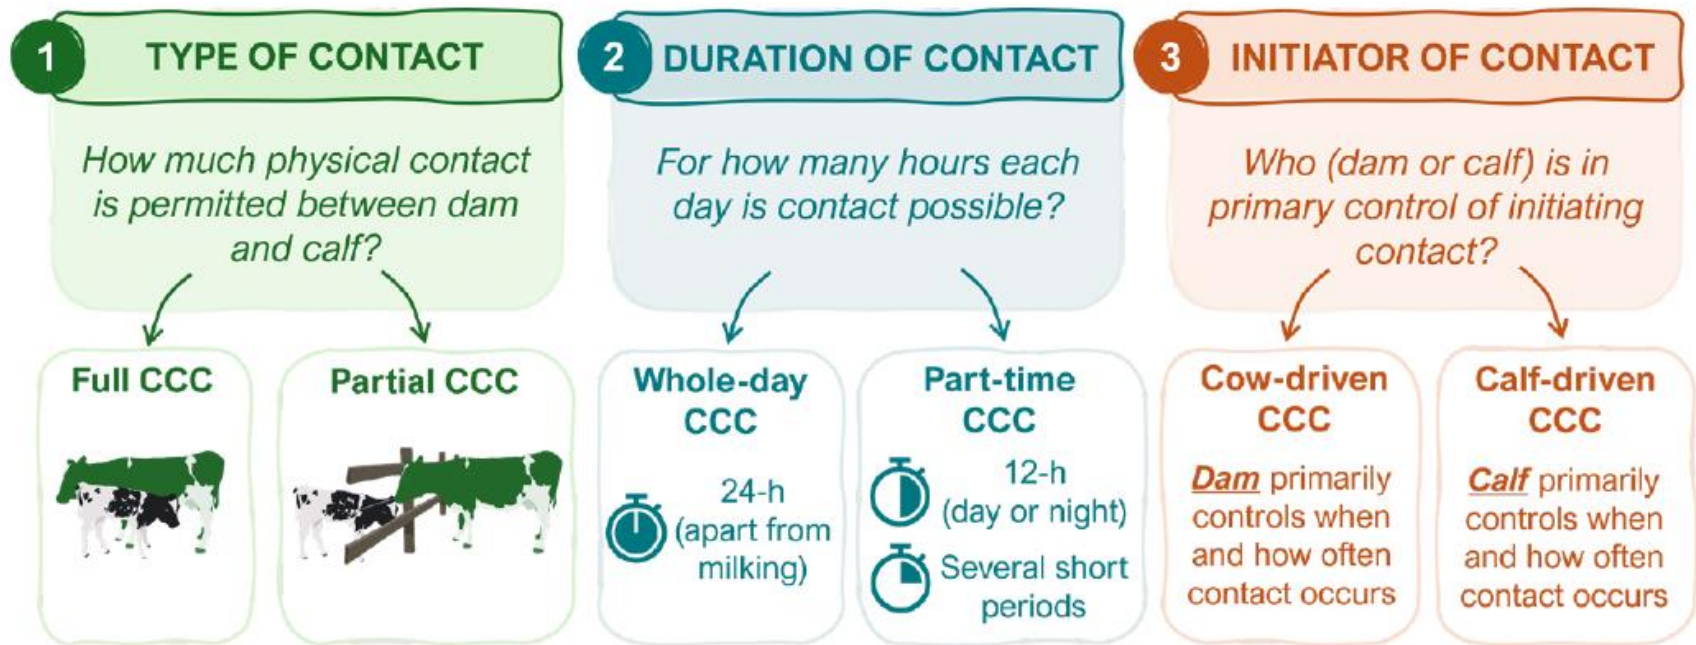 1
TYPE OF CONTACT
How much physical contact
is permitted between dam
and calf?
Full CCC
Partial CCC
2
DURATION OF CONTACT
For how many hours each
day is contact possible?
Whole-day
CCC
24-h
(apart from
milking)
Part-time
CCC
12-h
(day or night)
Several short
periods
3
INITIATOR OF CONTACT
Who (dam or calf) is in
primary control of initiating
contact?
Cow-driven
CCC
Dam primarily
controls when
and how often
contact occurs
Calf-driven
CCC
Calf primarily
controls when
and how often
contact occurs